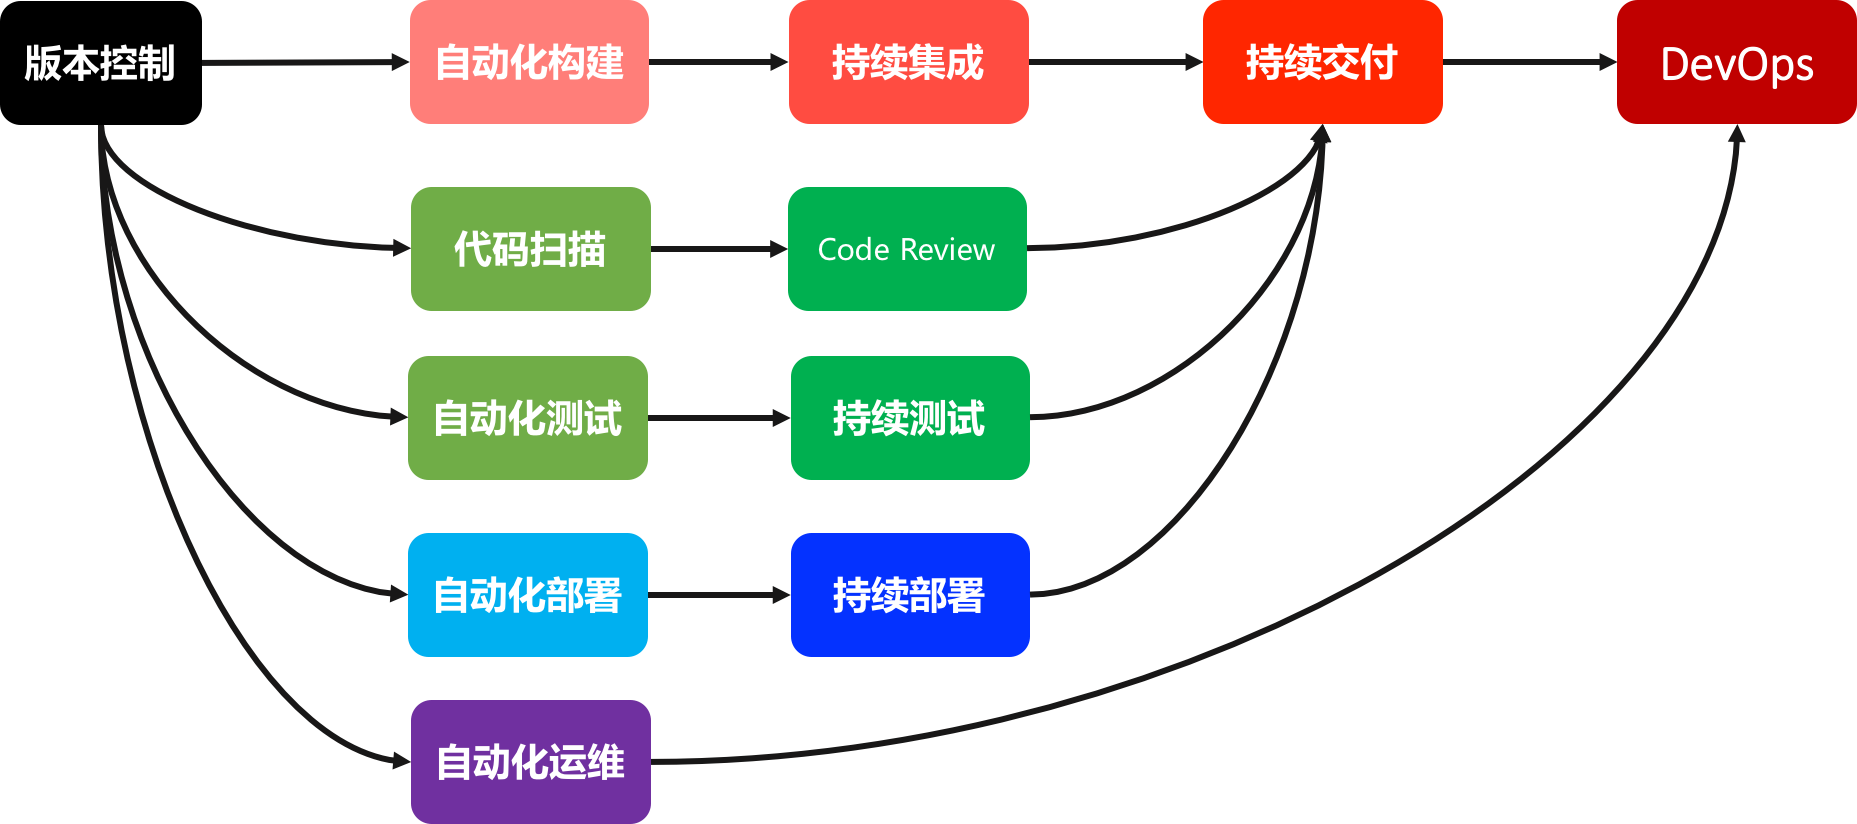 版本控制
自动化构建
持续集成
持续交付
DevOps
代码扫描
Code Review
自动化测试
持续测试
自动化部署
持续部署
自动化运维